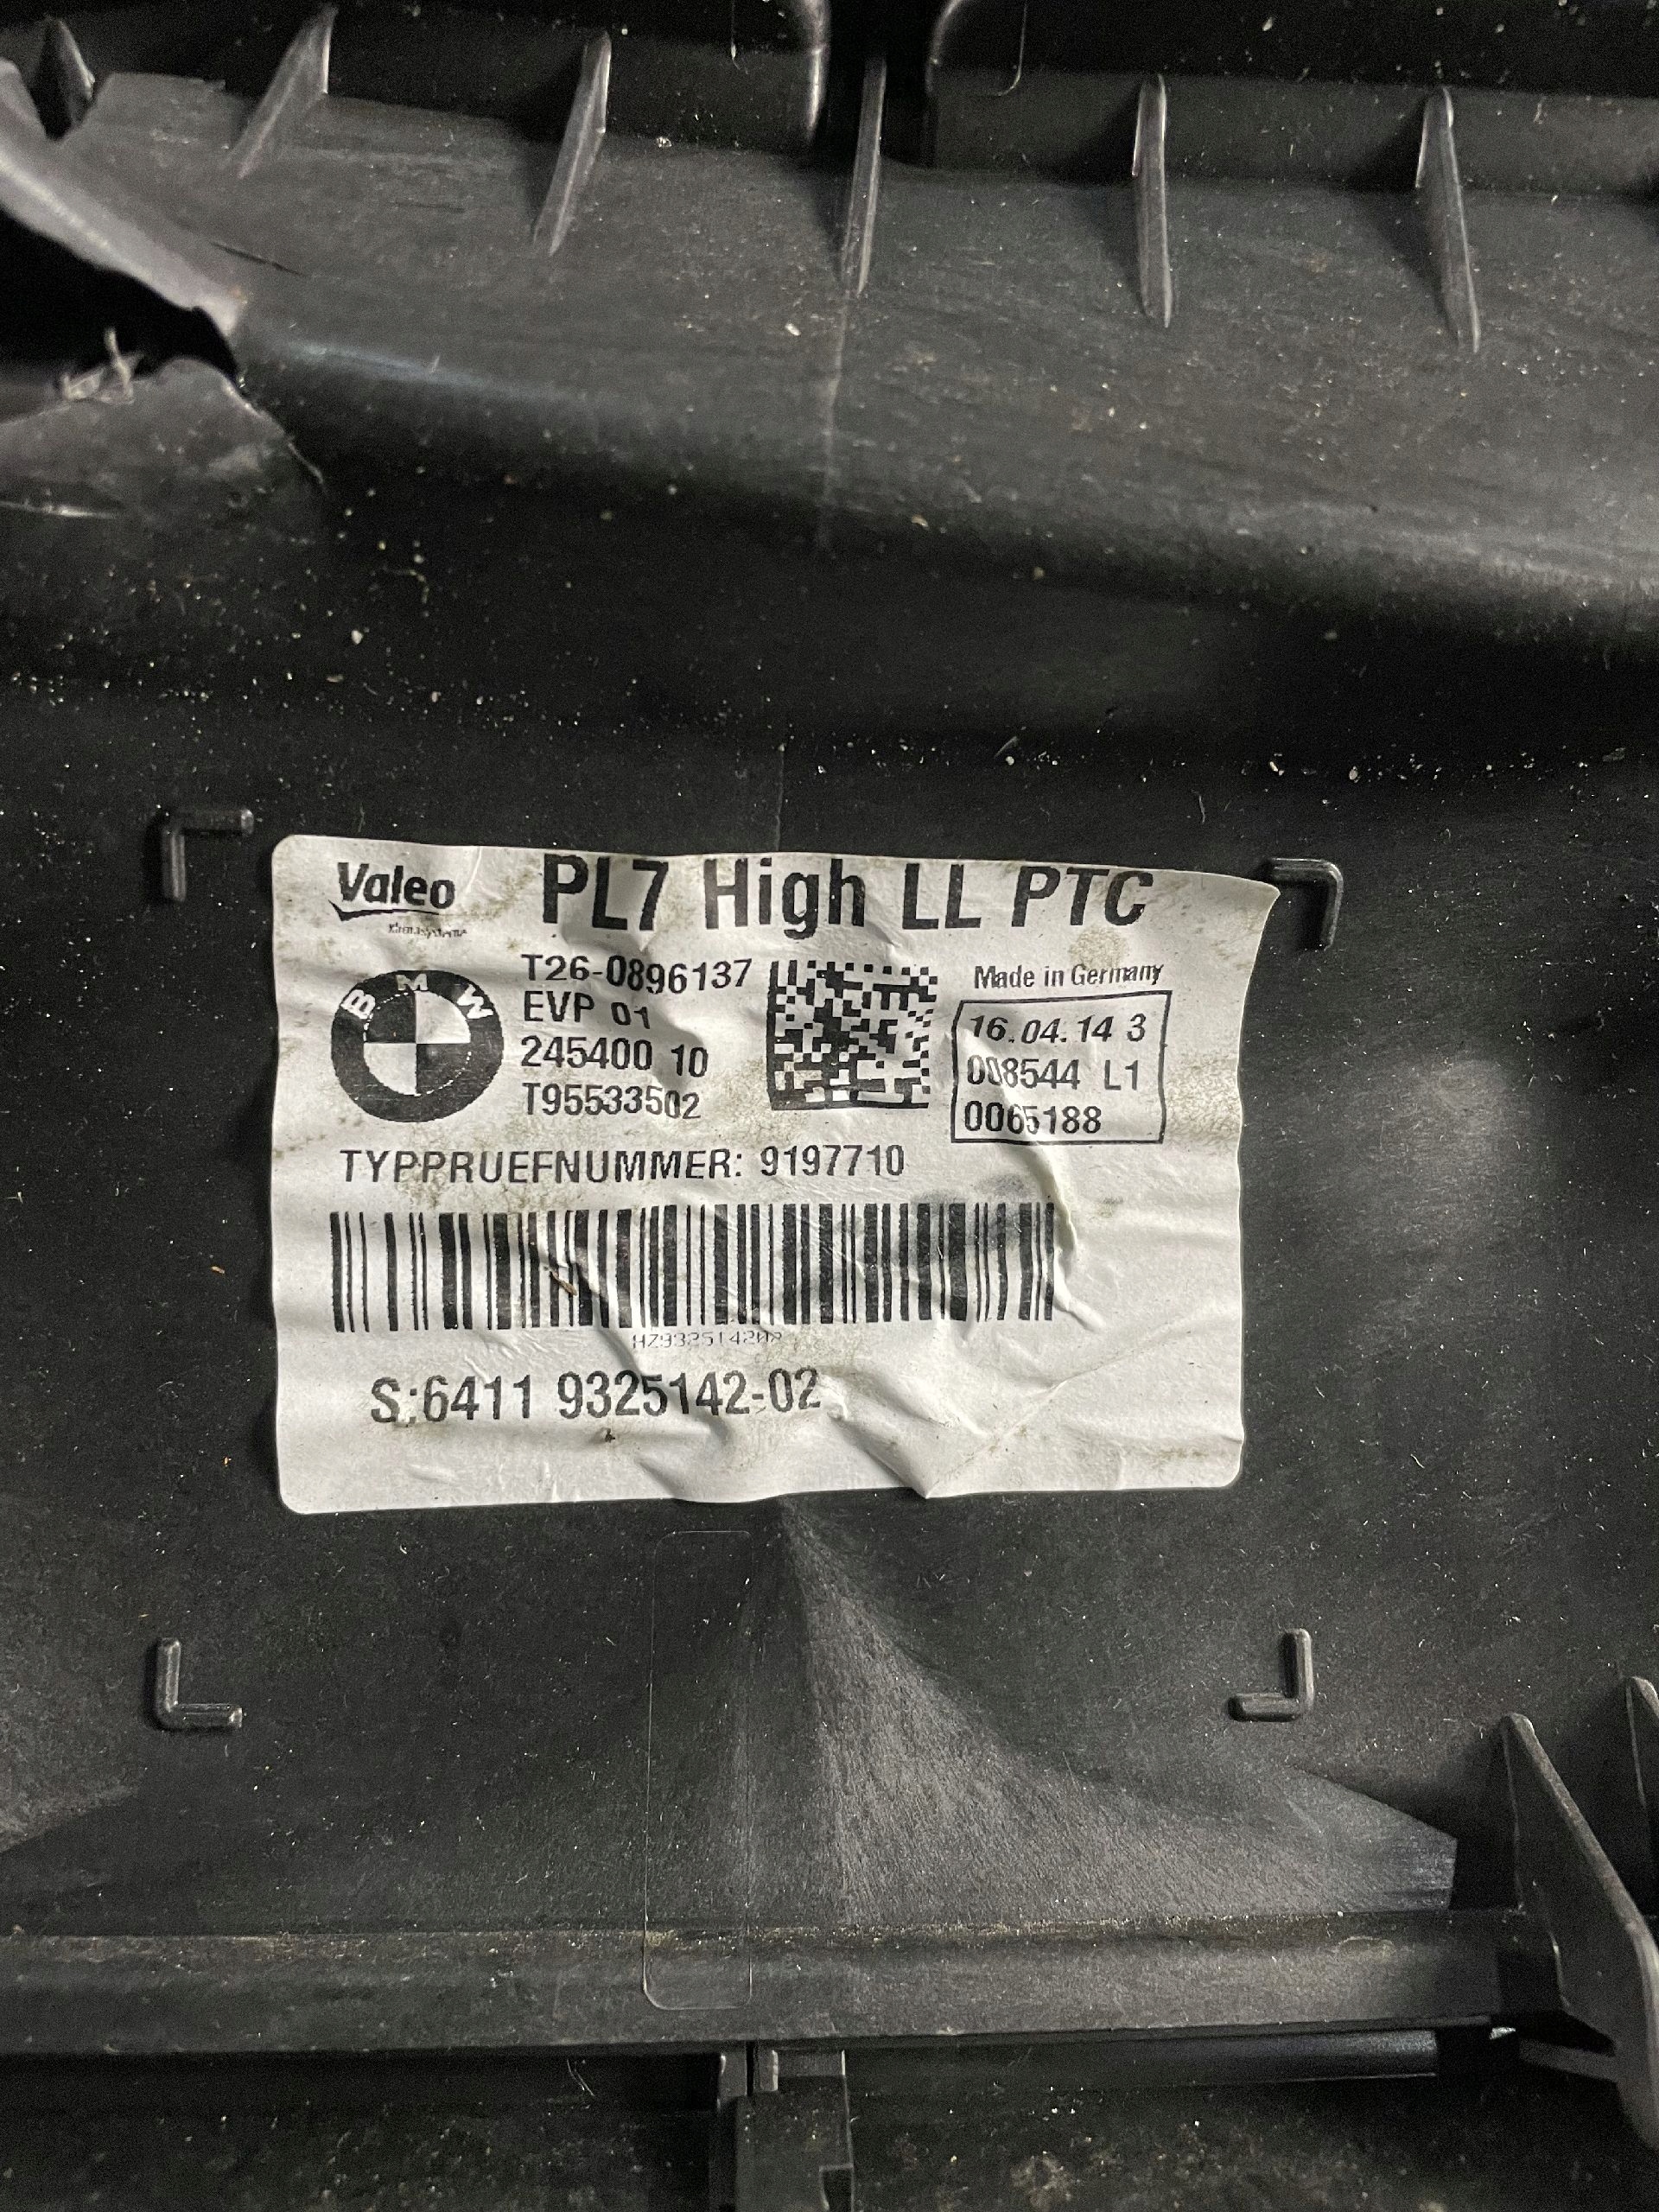 Valeo
PL7 High LL PTC
BMW
T26-0896137
EVP 01
245400 10
T95533502
Made in Germany
16.04.14 3
008544 L1
0065188
TYPPRUEFNUMMER: 9197710
S:6411 9325142-02